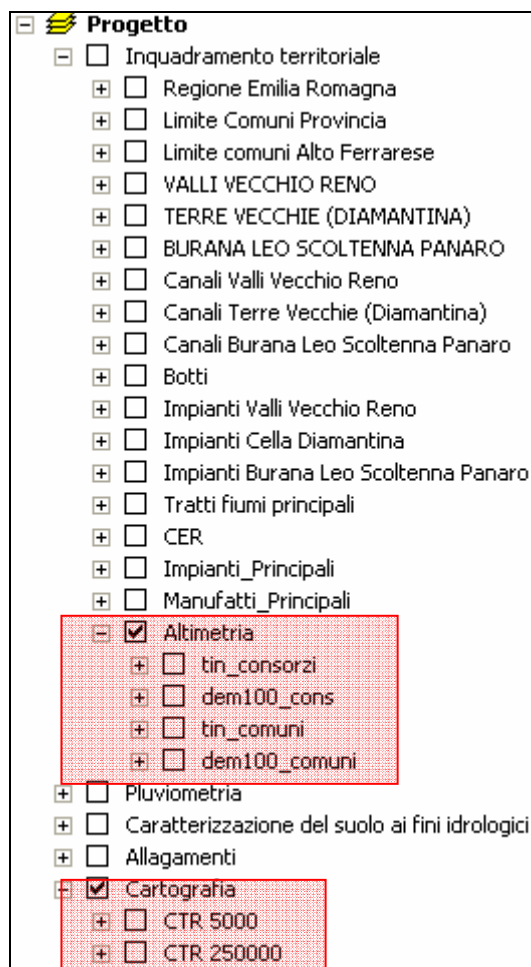 Progetto
Inquadramento territoriale
Regione Emilia Romagna
Limite Comuni Provincia
Limite comuni Alto Ferrarese
VALLI VECCHIO RENO
TERRE VECCHIE (DIAMANTINA)
BURANA LEO SCOLTENNA PANARO
Canali Valli Vecchio Reno
Canali Terre Vecchie (Diamantina)
Canali Burana Leo Scoltenna Panaro
Botti
Impianti Valli Vecchio Reno
Impianti Cella Diamantina
Impianti Burana Leo Scoltenna Panaro
Tratti fiumi principali
CER
Impianti_Principali
Manufatti_Principali
Altimetria
tin_consorzi
dem100_cons
tin_comuni
dem100_comuni
Pluviometria
Caratterizzazione del suolo ai fini idrologici
Allagamenti
Cartografia
CTR 5000
CTR 250000